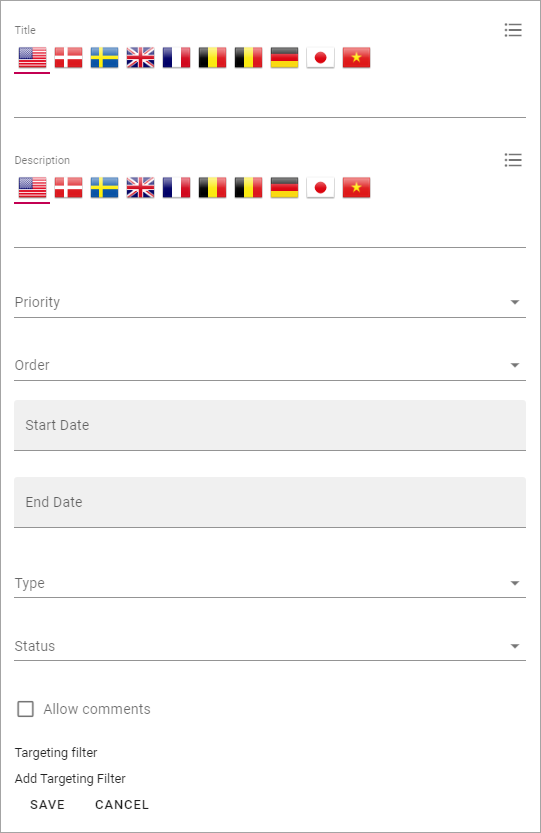 Title
Description
Priority
Order
Start Date
End Date
Type
Status
Allow comments
Targeting filter
Add Targeting Filter
SAVE CANCEL